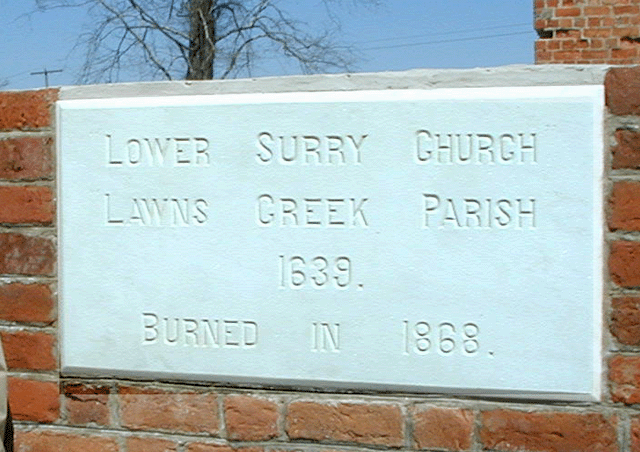 LOWER SURRY CHURCH
LAWNS CREEK PARISH
1639.
BURNED IN 1868.